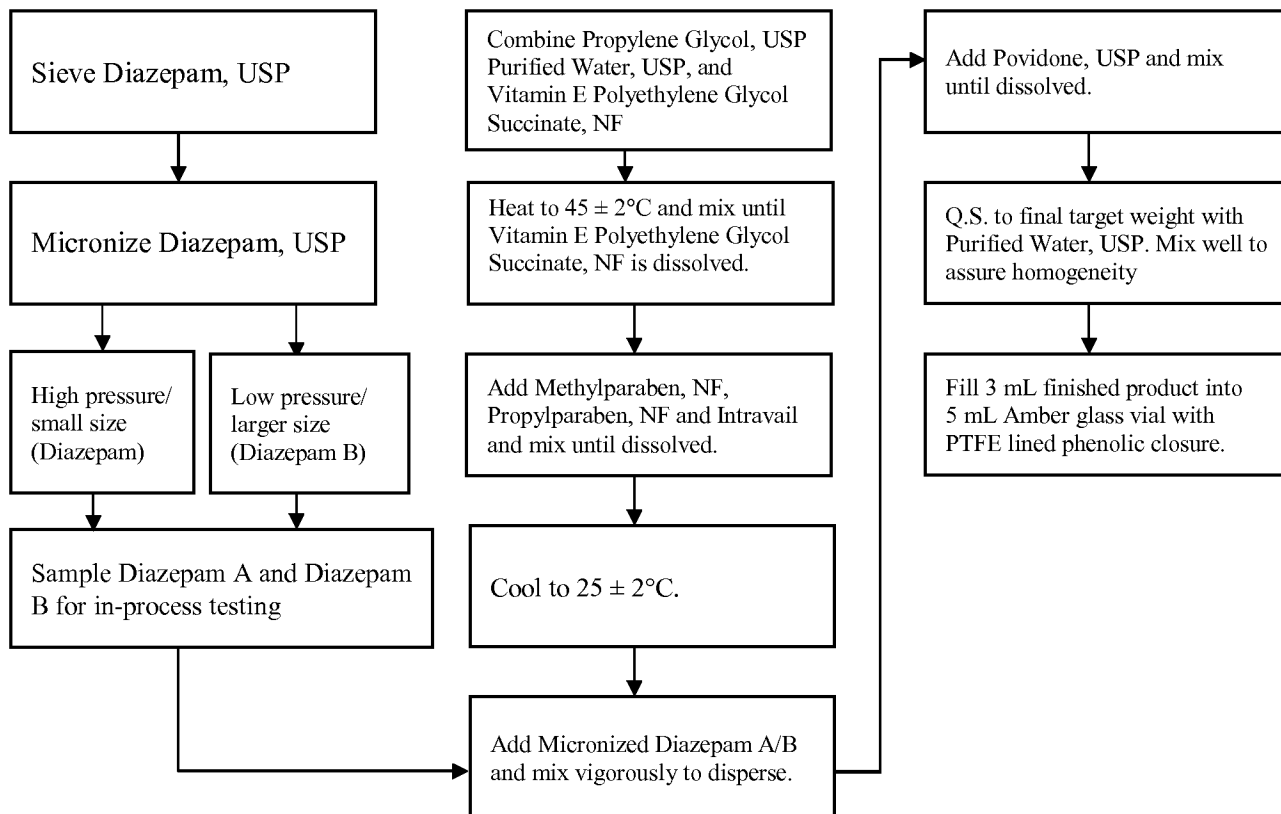 Sieve Diazepam, USP
Micronize Diazepam, USP
High pressure/
small size
(Diazepam)
Low pressure/
larger size
(Diazepam B)
Sample Diazepam A and Diazepam
B for in-process testing
Combine Propylene Glycol, USP
Purified Water, USP, and
Vitamin E Polyethylene Glycol
Succinate, NF
Heat to 45 ± 2°C and mix until
Vitamin E Polyethylene Glycol
Succinate, NF is dissolved.
Add Methylparaben, NF,
Propylparaben, NF and Intravail
and mix until dissolved.
Cool to 25 ± 2°C.
Add Micronized Diazepam A/B
and mix vigorously to disperse.
Add Povidone, USP and mix
until dissolved.
Q.S. to final target weight with
Purified Water, USP. Mix well to
assure homogeneity
Fill 3 mL finished product into
5 mL Amber glass vial with
PTFE lined phenolic closure.